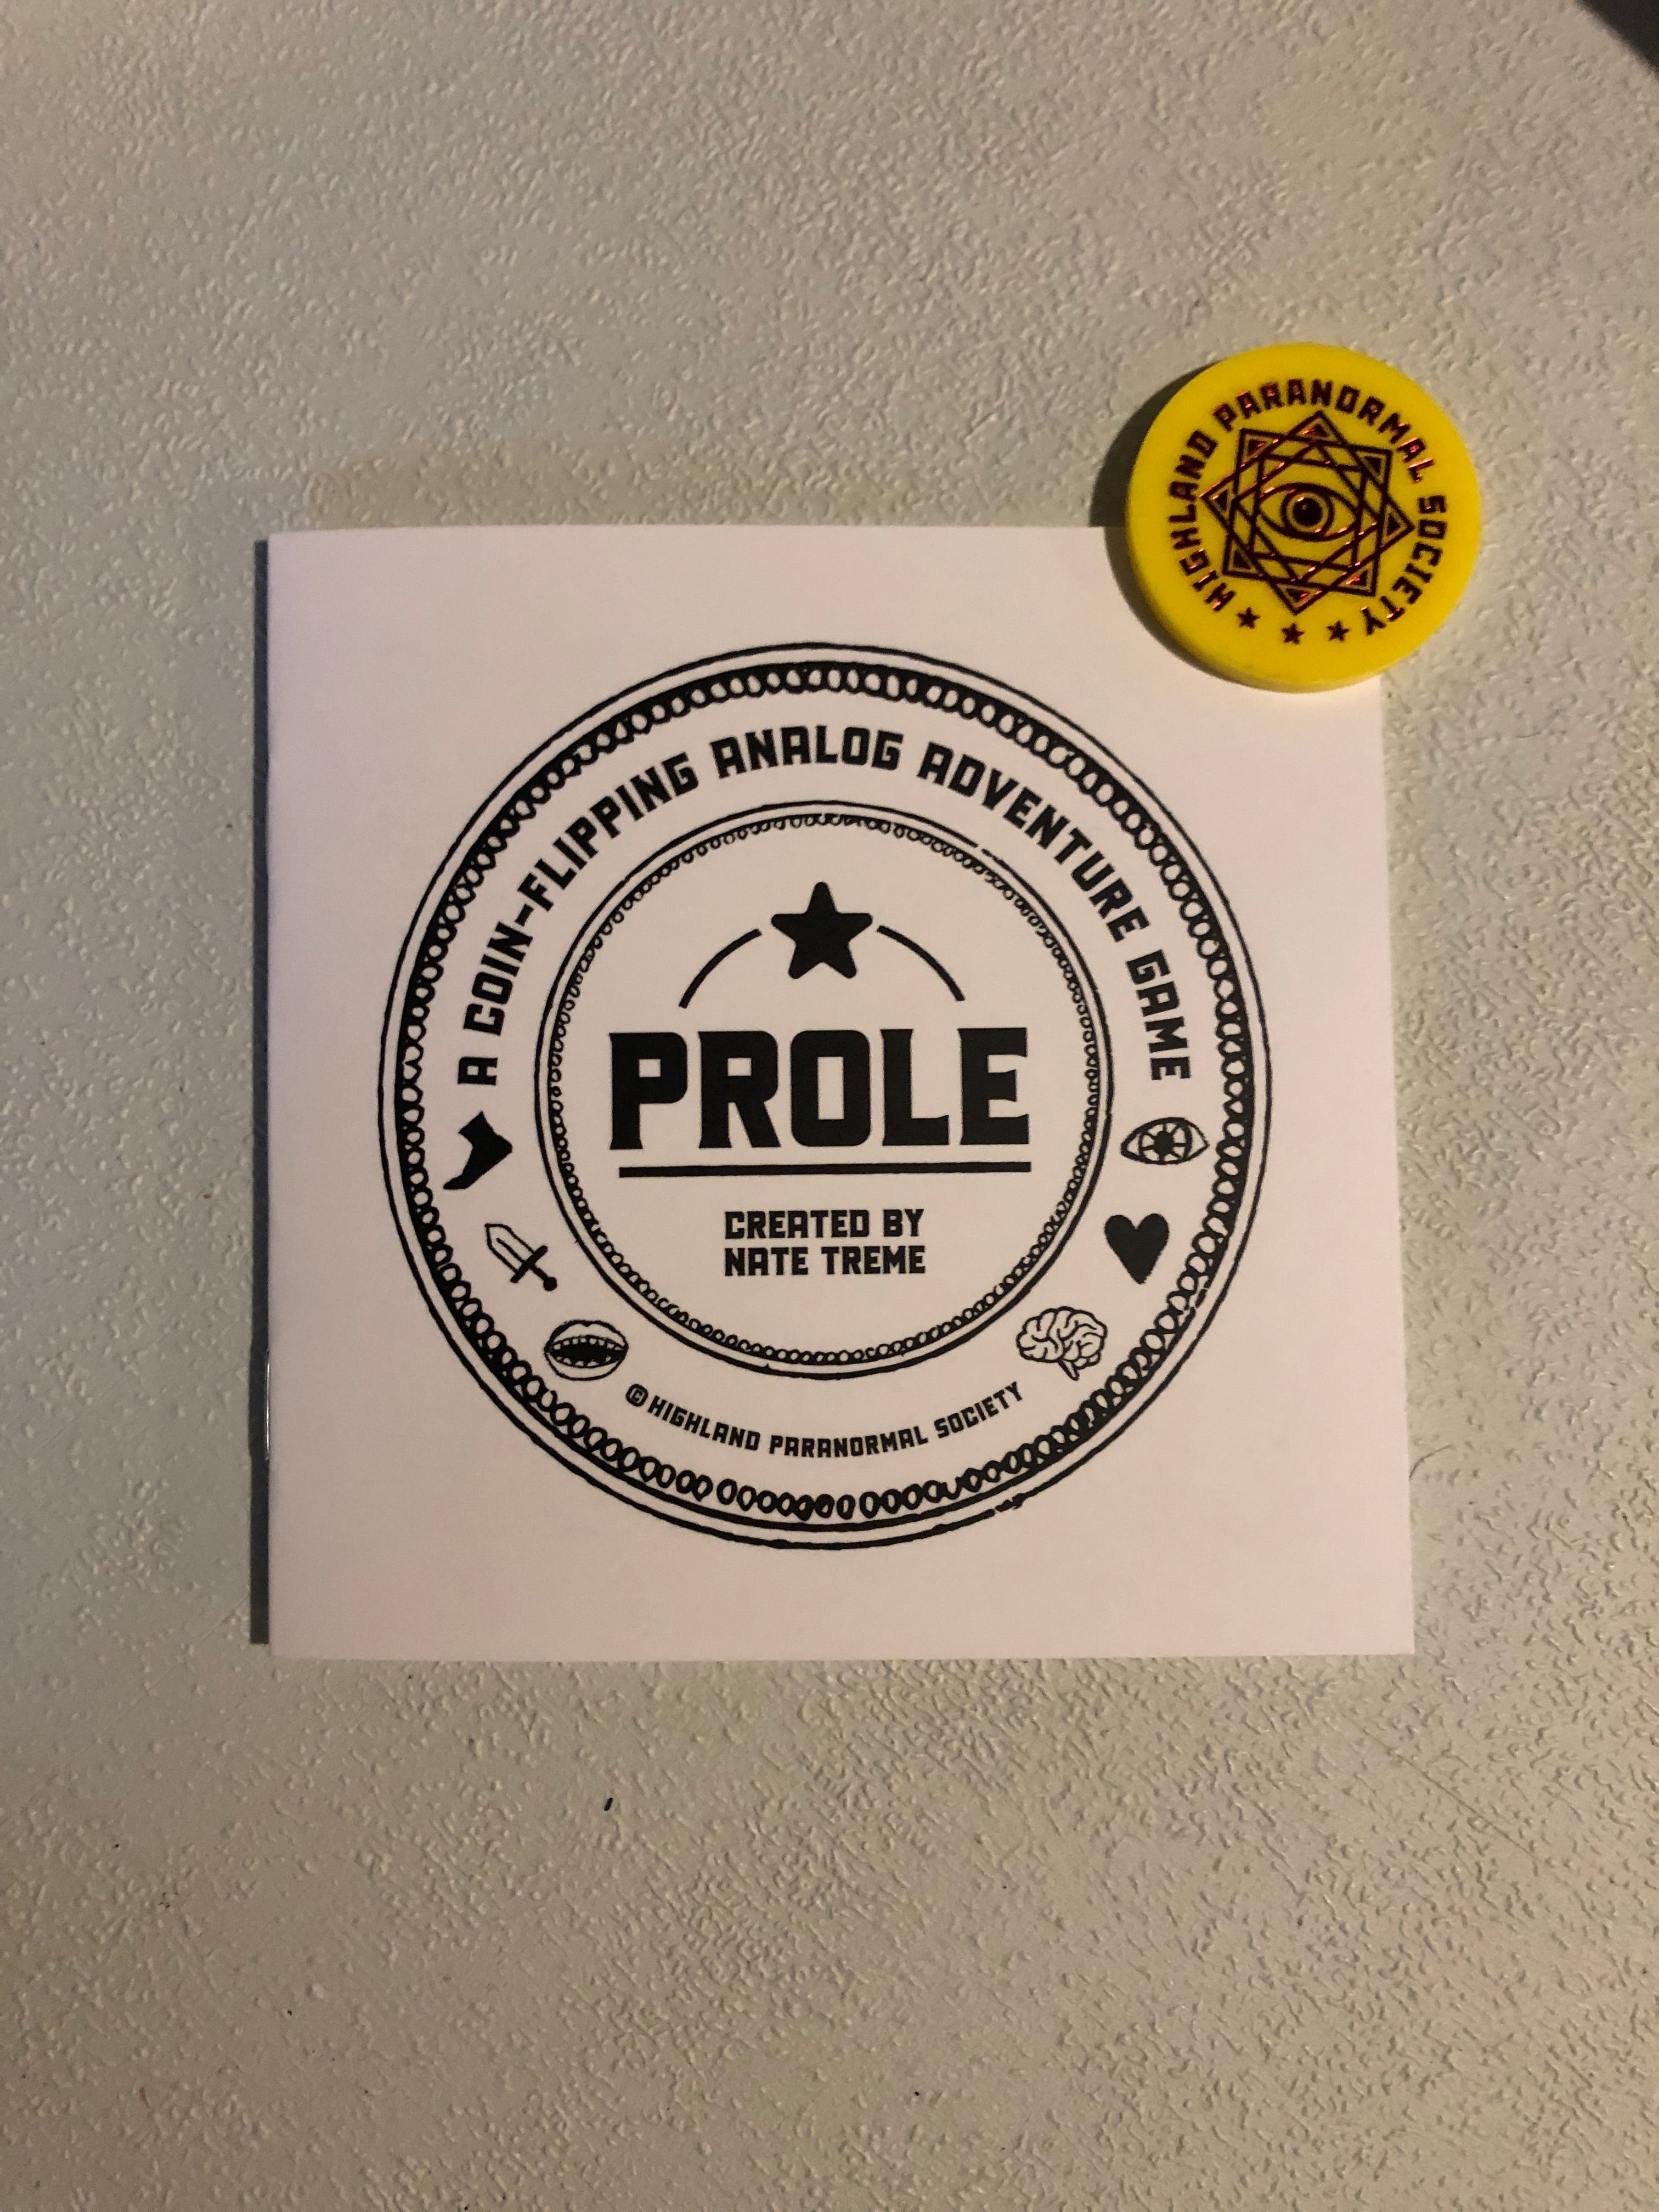 HIGHLAND PARANORMAL SOCIETY
A COIN-FLIPPING ANALOG ADVENTURE GAME
PROLE
CREATED BY
NATE TREME
© HIGHLAND PARANORMAL SOCIETY